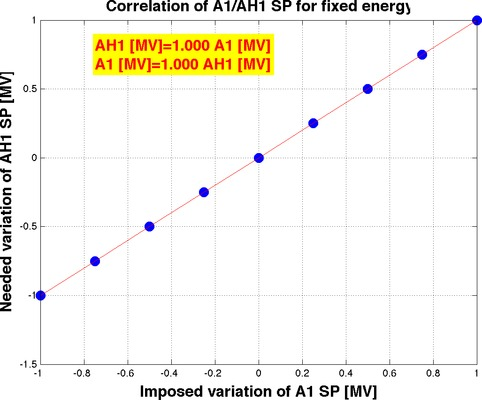 Correlation of A1/AH1 SP for fixed energy
AH1 [MV]=1.000 A1 [MV]
A1 [MV]=1.000 AH1 [MV]
Needed variation of AH1 SP [MV]
1
0.5
0
-0.5
-1
-1.5
-1 -0.8 -0.6 -0.4 -0.2 0 0.2 0.4 0.6 0.8 1
Imposed variation of A1 SP [MV]